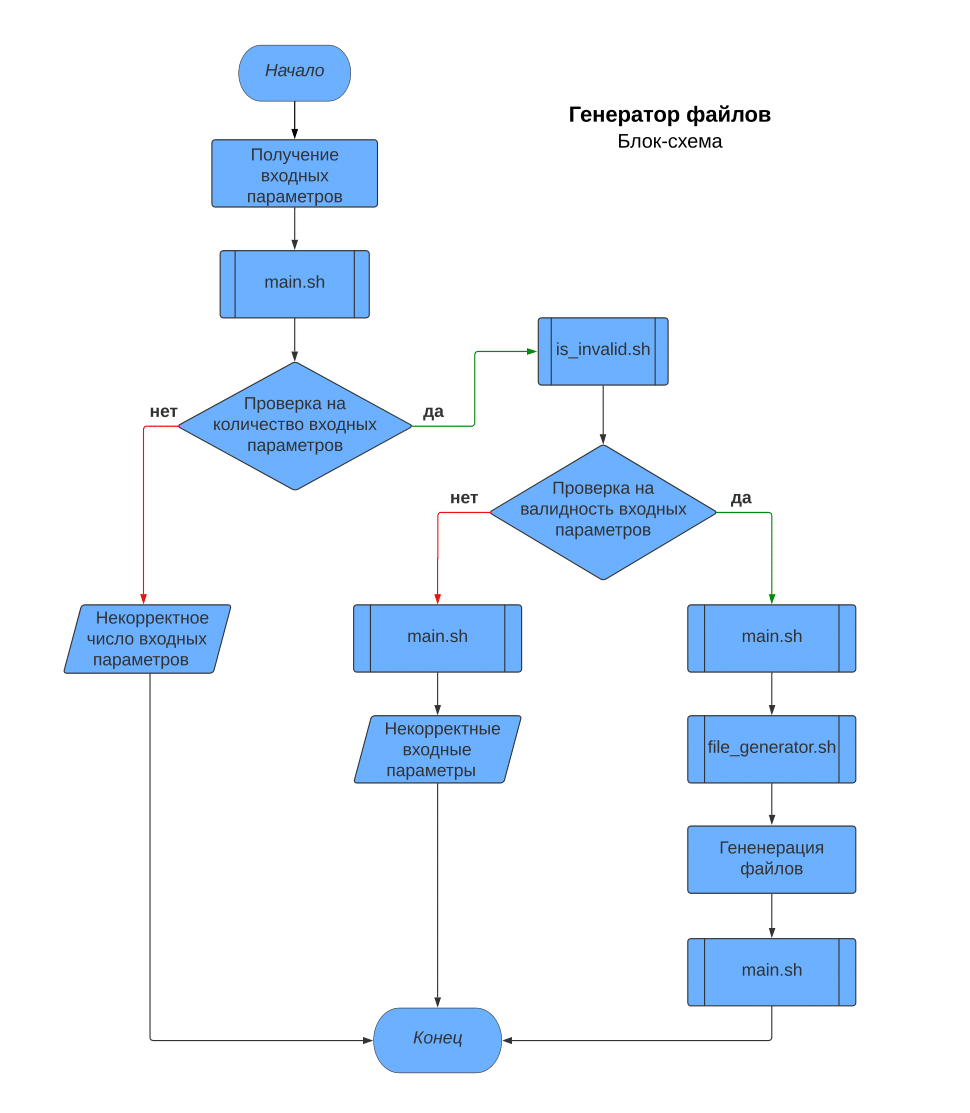 Начало
Генератор файлов
Блок-схема
Получение
входных
параметров
main.sh
is_invalid.sh
Проверка на
количество входных
параметров
нет
да
Проверка на
валидность входных
параметров
нет
да
Некорректное
число входных
параметров
main.sh
main.sh
Некорректные
входные
параметры
file_generator.sh
Гененерация
файлов
main.sh
Конец